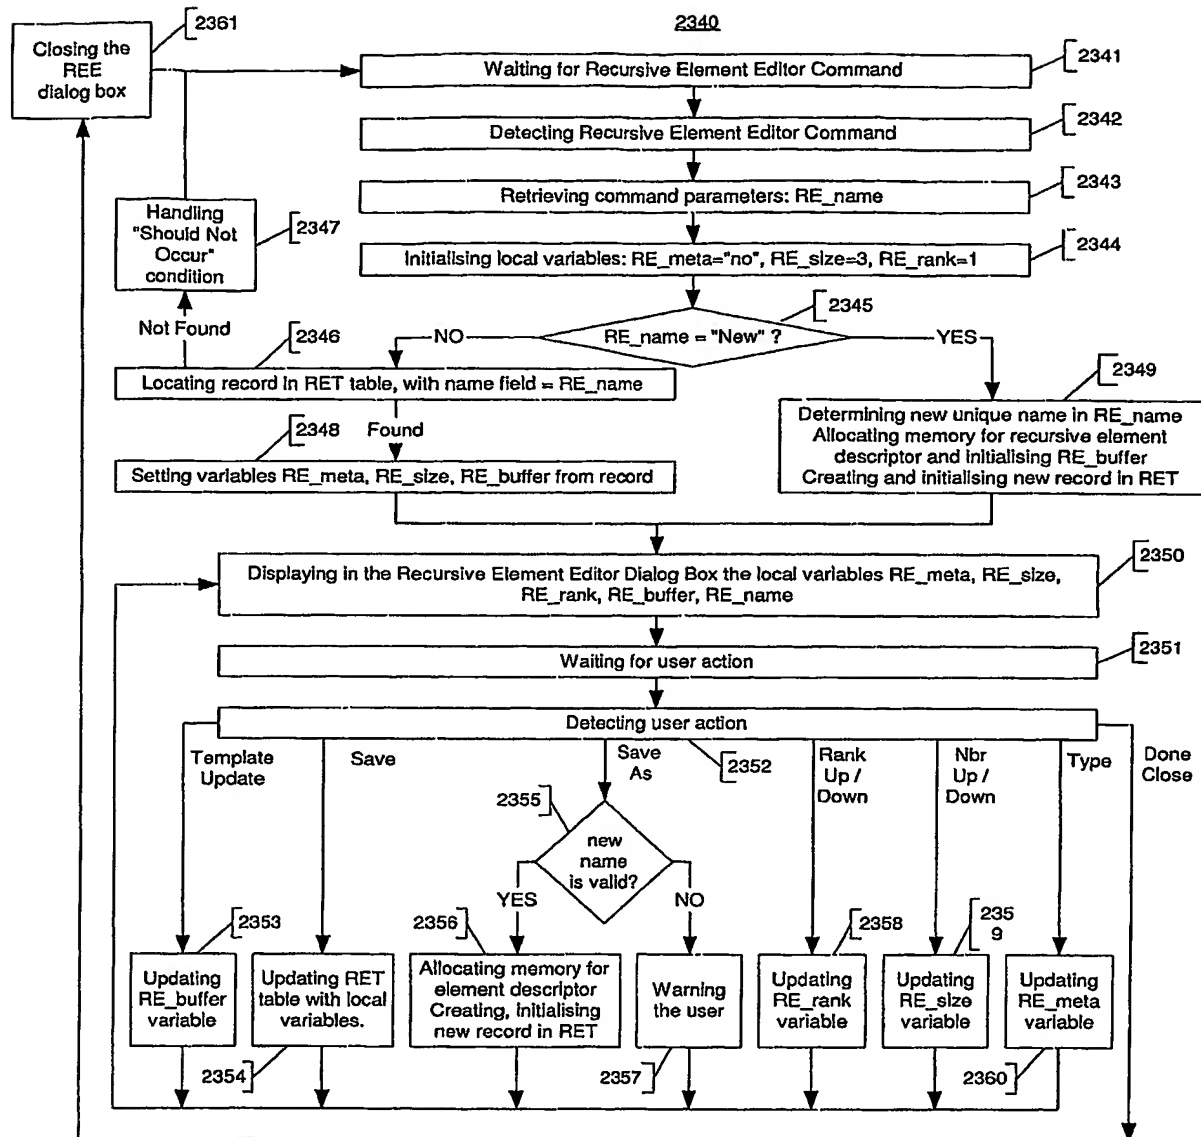 2340
2361
Closing the
REE
dialog box
2341
Waiting for Recursive Element Editor Command
2342
Detecting Recursive Element Editor Command
2343
Retrieving command parameters: RE_name
2344
Initialising local variables: RE_meta="no", RE_size=3, RE_rank=1
Handling
"Should Not
Occur"
condition
2347
2345
RE_name = "New" ?
NO
YES
Not Found
2346
Locating record in RET table, with name field = RE_name
2349
Determining new unique name in RE_name
Allocating memory for recursive element
descriptor and initialising RE_buffer
Creating and initialising new record in RET
2348
Found
Setting variables RE_meta, RE_size, RE_buffer from record
2350
Displaying in the Recursive Element Editor Dialog Box the local variables RE_meta, RE_size,
RE_rank, RE_buffer, RE_name
2351
Waiting for user action
Detecting user action
2352
Template
Update
Save
Save
As
Rank
Up /
Down
Nbr
Up /
Down
Type
Done
Close
2355
new
name
is valid?
YES
NO
2353
Updating
RE_buffer
variable
Updating RET
table with local
variables.
2354
2356
Allocating memory for
element descriptor
Creating, initialising
new record in RET
Warning
the user
2357
2358
Updating
RE_rank
variable
235
9
Updating
RE_size
variable
Updating
RE_meta
variable
2360